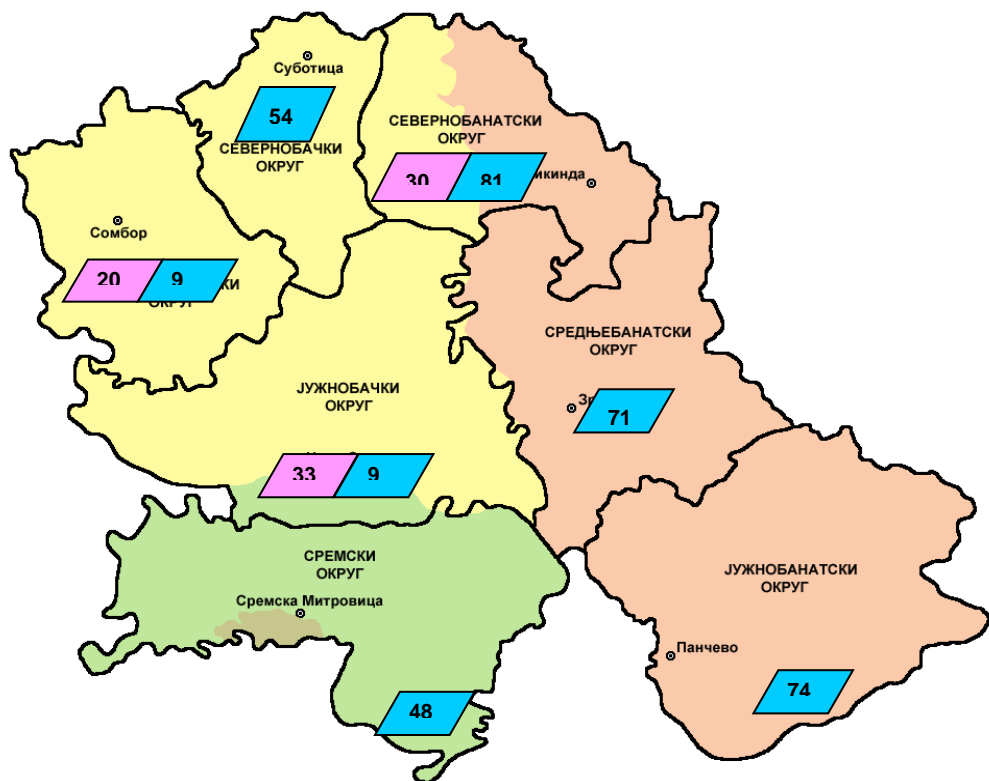 Суботица
54
СЕВЕРНОБАЧКИ
ОКРУГ
СЕВЕРНОБАНАТСКИ
ОКРУГ
30
81
Сомбор
20
9
ОКРУГ
СРЕДЊЕБАНАТСКИ
ОКРУГ
71
ЈУЖНОБАЧКИ
ОКРУГ
33
9
СРЕМСКИ
ОКРУГ
Сремска Митровица
48
ЈУЖНОБАНАТСКИ
ОКРУГ
Панчево
74